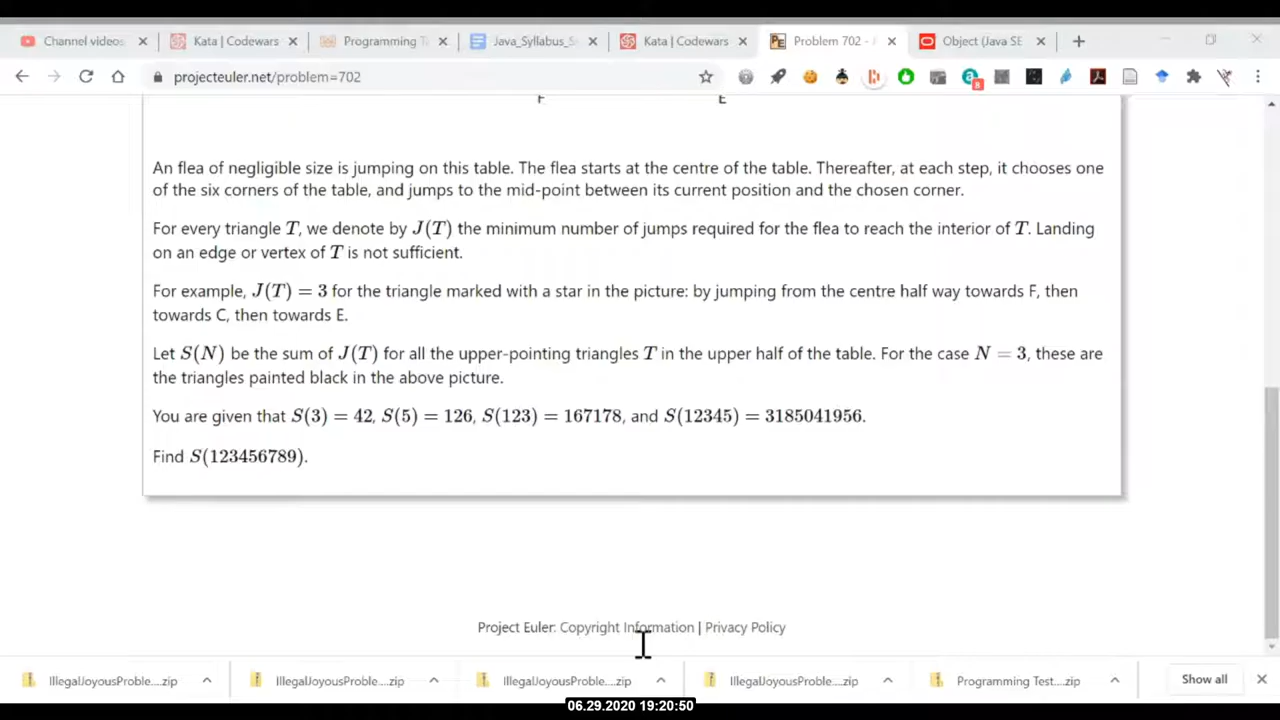 Channel videos
Kata | Codewars
Programming T
Java_Syllabus_S
Kata | Codewars
PE
Problem 702 -
Object (Java SE
projecteuler.net/problem=702
8
F E
An flea of negligible size is jumping on this table. The flea starts at the centre of the table. Thereafter, at each step, it chooses one
of the six corners of the table, and jumps to the mid-point between its current position and the chosen corner.
For every triangle T, we denote by J(T) the minimum number of jumps required for the flea to reach the interior of T. Landing
on an edge or vertex of T is not sufficient.
For example, J(T) = 3 for the triangle marked with a star in the picture: by jumping from the centre half way towards F, then
towards C, then towards E.
Let S(N) be the sum of J(T) for all the upper-pointing triangles T in the upper half of the table. For the case N = 3, these are
the triangles painted black in the above picture.
You are given that S(3) = 42, S(5) = 126, S(123) = 167178, and S(12345) = 3185041956.
Find S(123456789).
Project Euler: Copyright Information | Privacy Policy
IllegalJoyousProble....zip
IllegalJoyousProble....zip
IllegalJoyousProble....zip
IllegalJoyousProble....zip
Programming Test....zip
Show all
06.29.2020 19:20:50